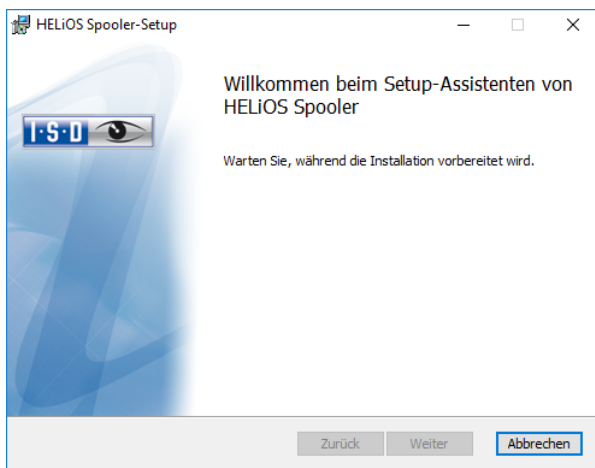 HELiOS Spooler-Setup
Willkommen beim Setup-Assistenten von
HELiOS Spooler
I·S·D
Warten Sie, während die Installation vorbereitet wird.
Zurück
Weiter
Abbrechen